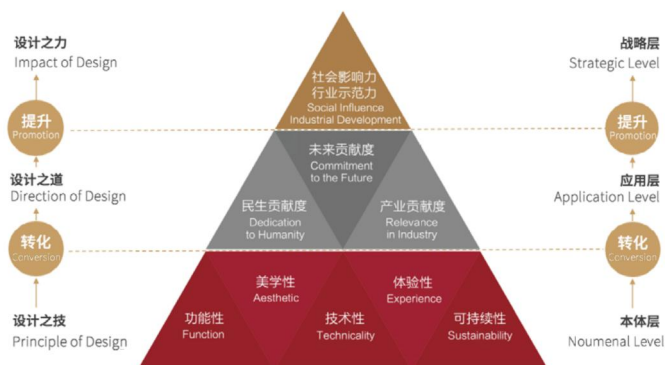 设计之力
Impact of Design
提升
Promotion
设计之道
Direction of Design
转化
Conversion
设计之技
Principle of Design
社会影响力
行业示范力
Social Influence
Industrial Development
未来贡献度
Commitment
to the Future
民生贡献度
Dedication
to Humanity
产业贡献度
Relevance
in Industry
美学性
Aesthetic
体验性
Experience
功能性
Function
技术性
Technicality
可持续性
Sustainability
战略层
Strategic Level
提升
Promotion
应用层
Application Level
转化
Conversion
本体层
Noumenal Level